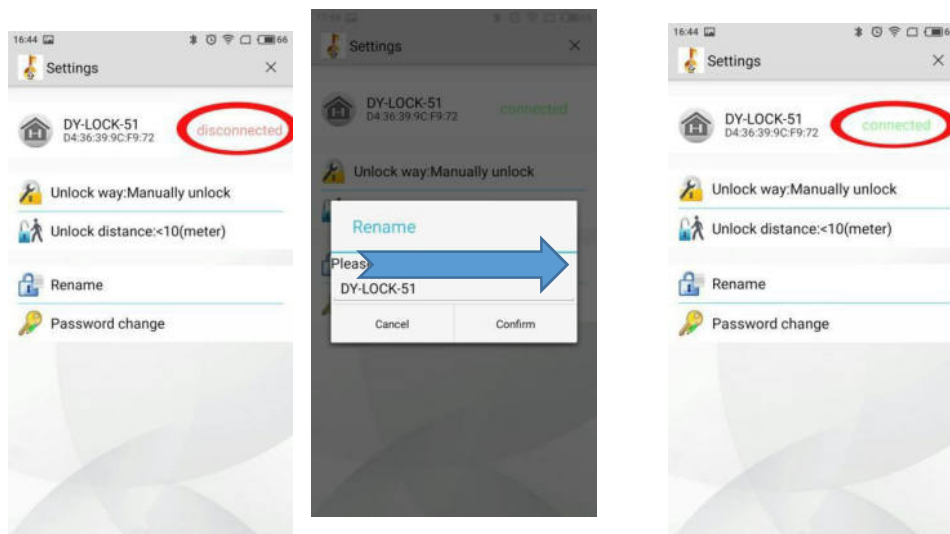 16:44
66
Settings
DY-LOCK-51
D4:36:39:9C:F9:72
disconnected
Unlock way:Manually unlock
Unlock distance:<10(meter)
Rename
Password change
Settings
DY-LOCK-51
D4:36:39:9C:F9:72
connected
Unlock way:Manually unlock
Rename
DY-LOCK-51
Cancel
Confirm
16:44
Settings
DY-LOCK-51
D4:36:39:9C:F9:72
connected
Unlock way:Manually unlock
Unlock distance:<10(meter)
Rename
Password change